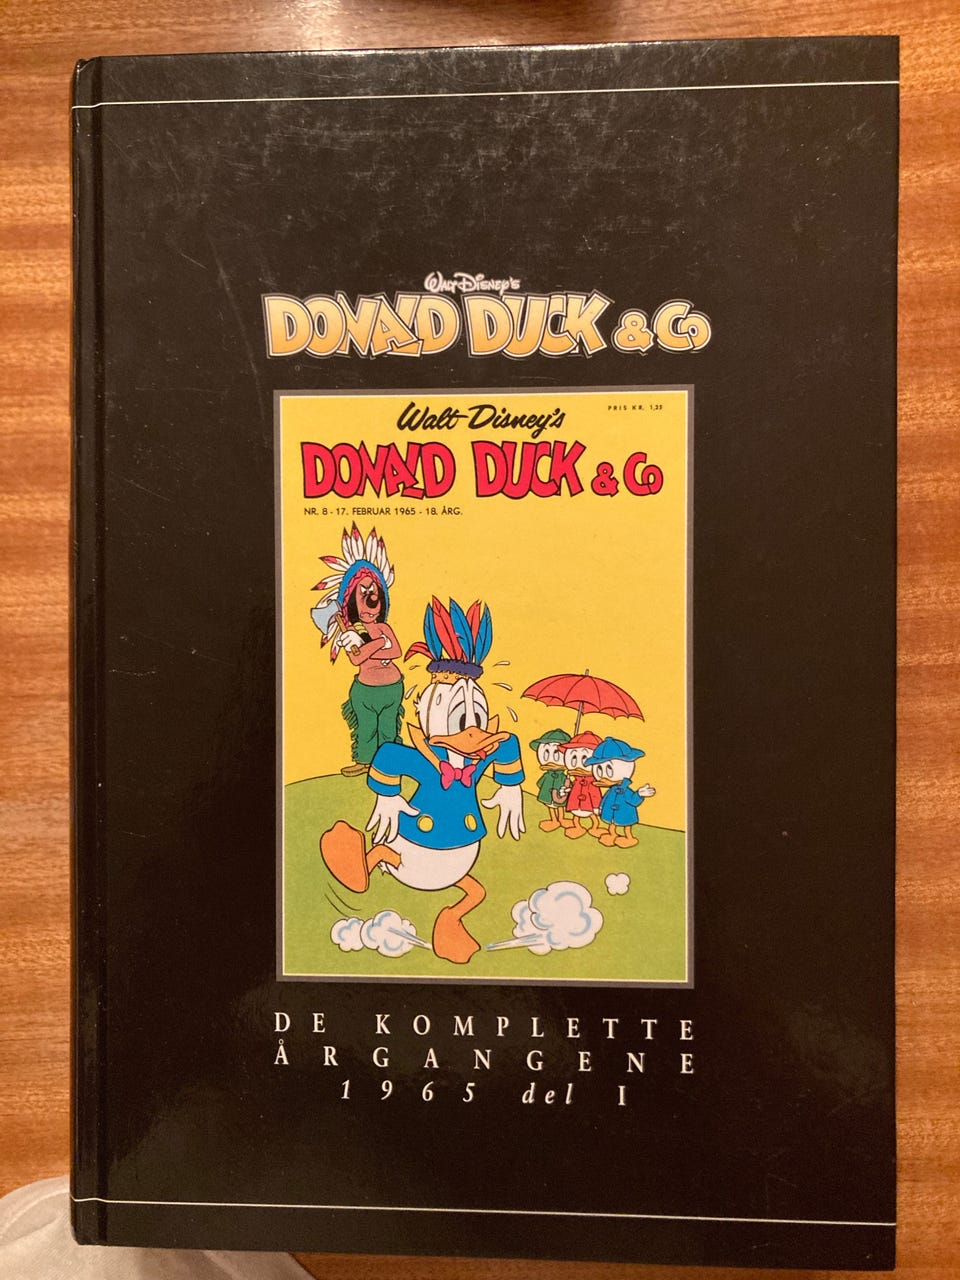 Walt Disney's
DONALD DUCK & Co
PRIS KR. 1,25
Walt Disney's
DONALD DUCK & Co
NR. 8 - 17. FEBRUAR 1965 - 18. ÅRG.
DE KOMPLETTE
ÅRGANGENE
1965 del I